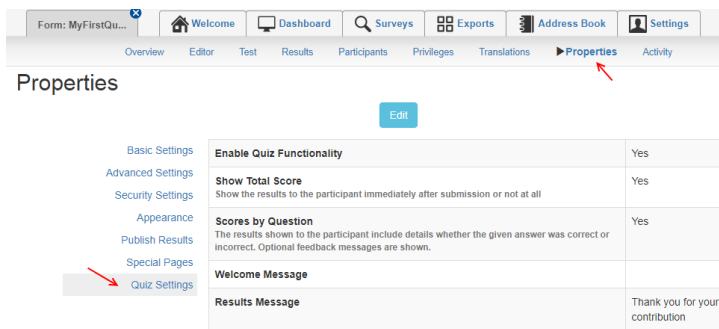 Form: MyFirstQu... Welcome Dashboard Surveys Exports Address Book Settings
Overview Editor Test Results Participants Privileges Translations Properties Activity
Properties
Edit
Basic Settings
Advanced Settings
Security Settings
Appearance
Publish Results
Special Pages
Quiz Settings
Enable Quiz Functionality Yes
Show Total Score Yes
Show the results to the participant immediately after submission or not at all
Scores by Question Yes
The results shown to the participant include details whether the given answer was correct or
incorrect. Optional feedback messages are shown.
Welcome Message
Results Message Thank you for your
contribution